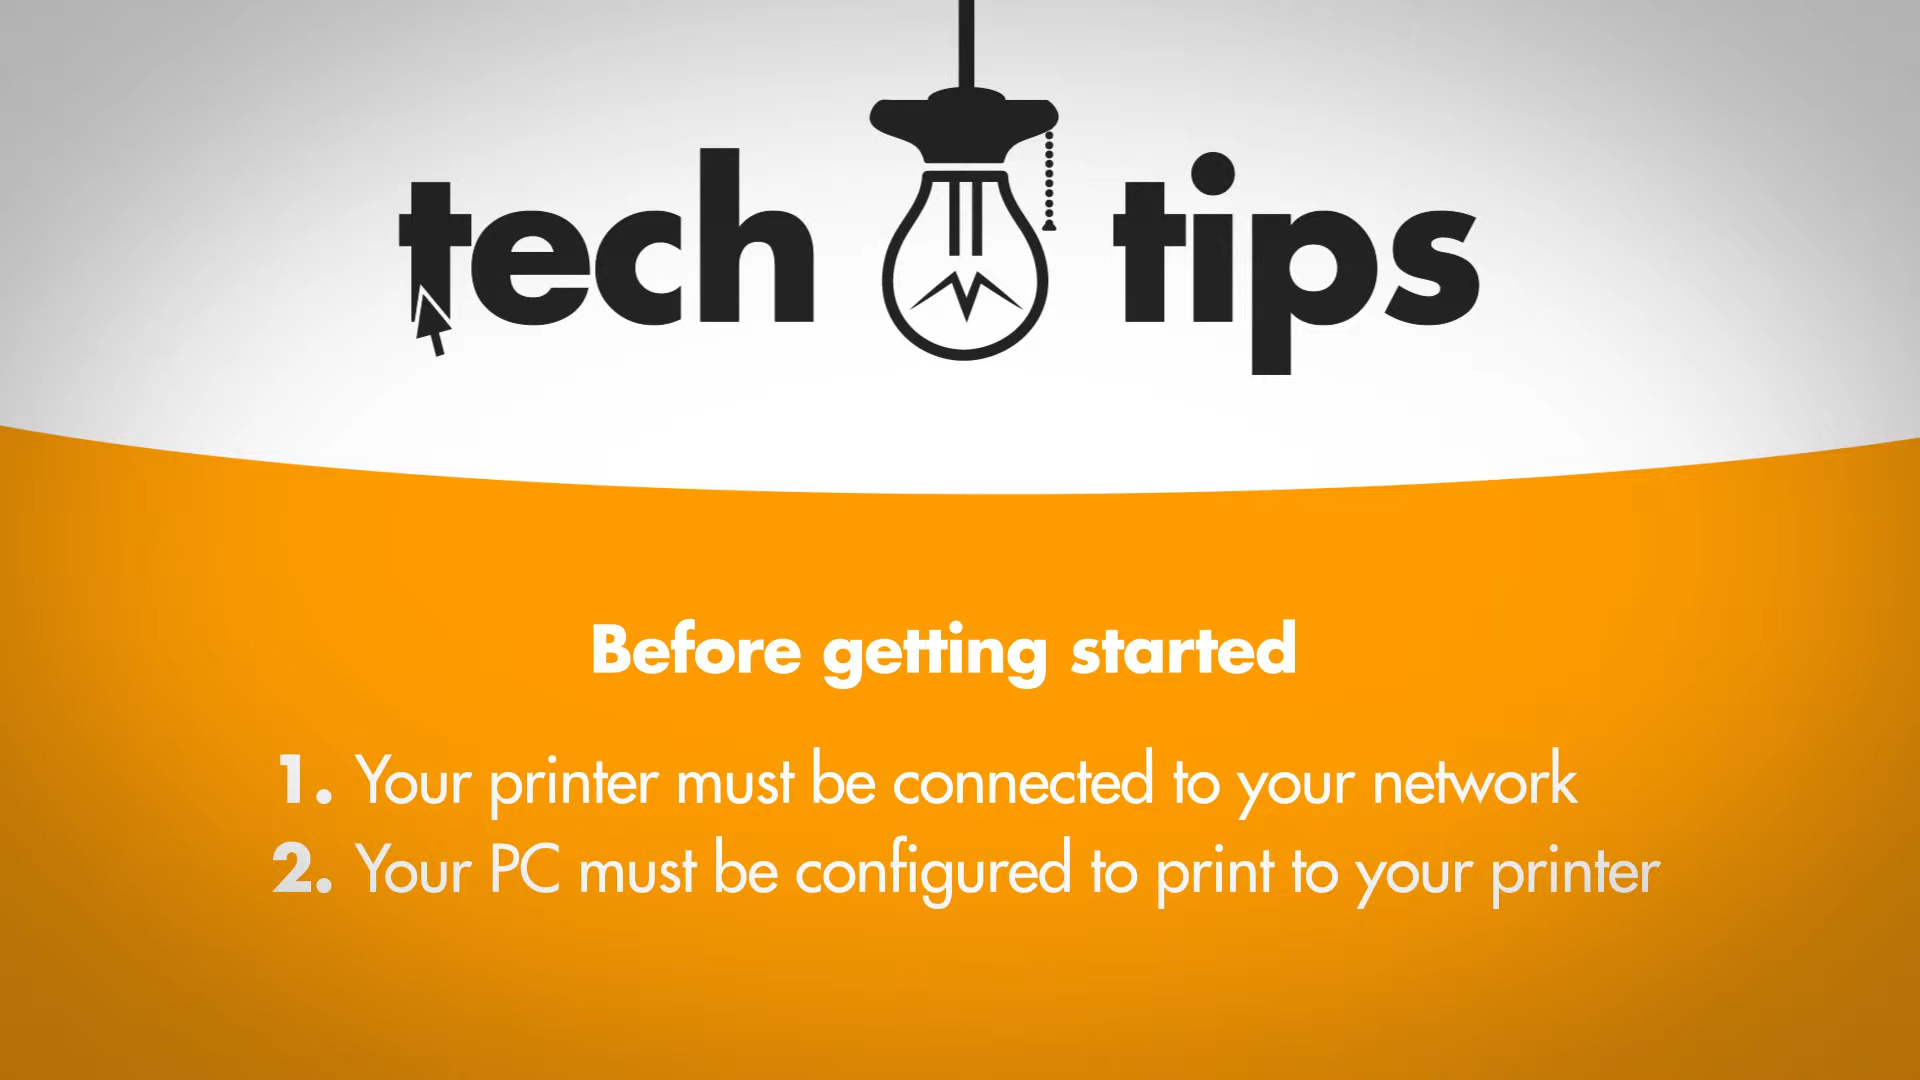 tech tips
Before getting started
1. Your printer must be connected to your network
2. Your PC must be configured to print to your printer